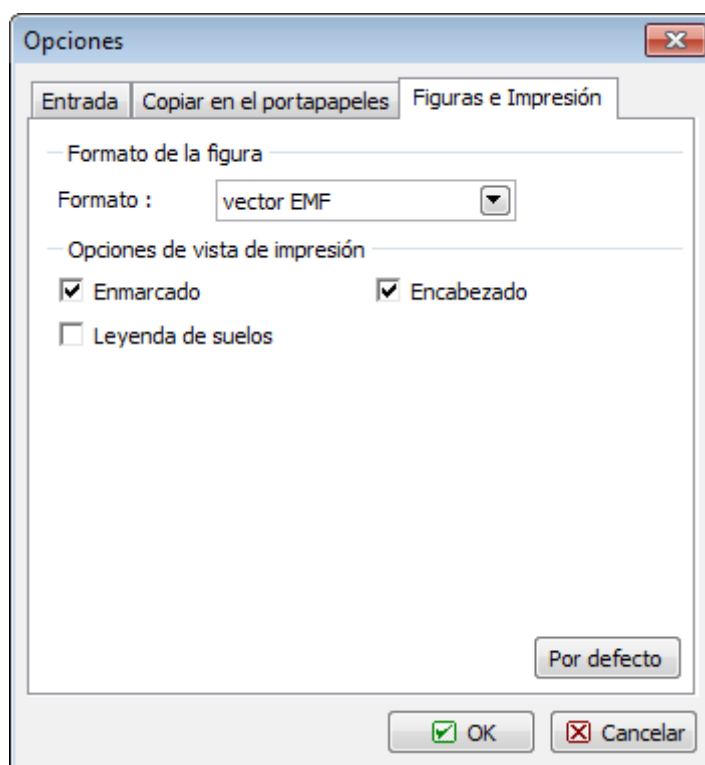 Opciones
Entrada Copiar en el portapapeles Figuras e Impresión
Formato de la figura
Formato : vector EMF
Opciones de vista de impresión
Enmarcado Encabezado
Leyenda de suelos
Por defecto
OK Cancelar